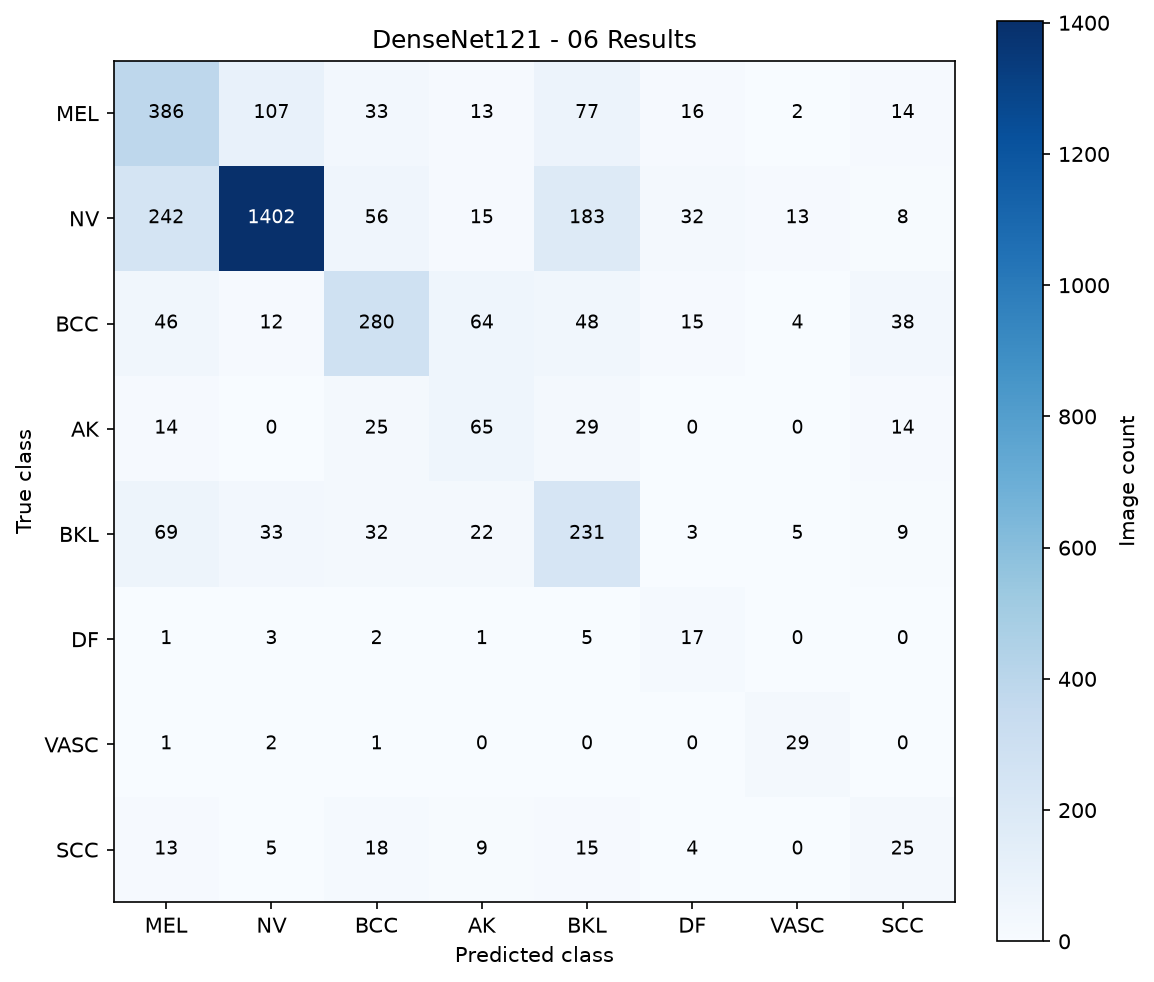 DenseNet121 - 06 Results
MEL 386 107 33 13 77 16 2 14
NV 242 1402 56 15 183 32 13 8
BCC 46 12 280 64 48 15 4 38
AK 14 0 25 65 29 0 0 14
BKL 69 33 32 22 231 3 5 9
DF 1 3 2 1 5 17 0 0
VASC 1 2 1 0 0 0 29 0
SCC 13 5 18 9 15 4 0 25
MEL NV BCC AK BKL DF VASC SCC
Predicted class
True class
1400
1200
1000
800
600
400
200
0
Image count